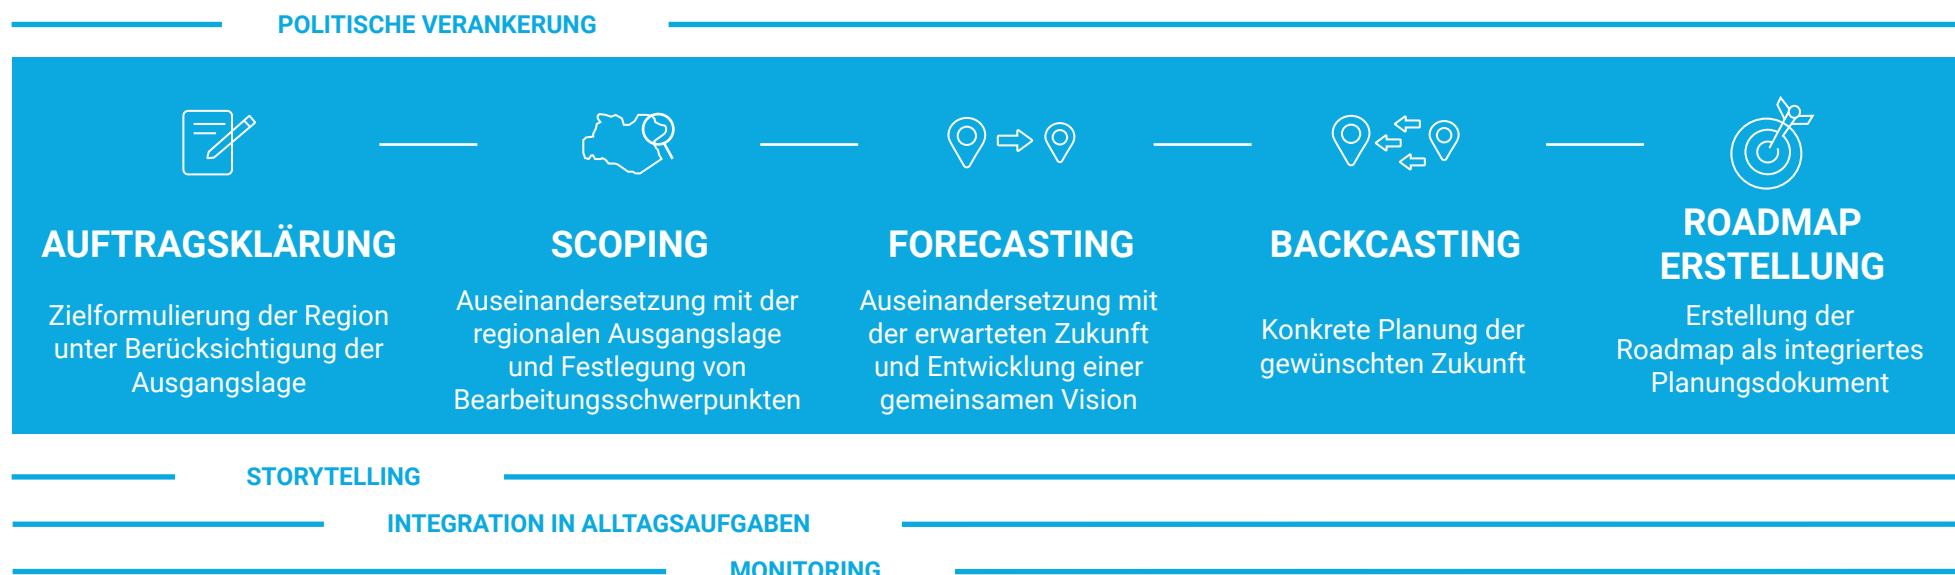 POLITISCHE VERANKERUNG
AUFTRAGSKLÄRUNG
Zielformulierung der Region
unter Berücksichtigung der
Ausgangslage
SCOPING
Auseinandersetzung mit der
regionalen Ausgangslage
und Festlegung von
Bearbeitungsschwerpunkten
FORECASTING
Auseinandersetzung mit
der erwarteten Zukunft
und Entwicklung einer
gemeinsamen Vision
BACKCASTING
Konkrete Planung der
gewünschten Zukunft
ROADMAP
ERSTELLUNG
Erstellung der
Roadmap als integriertes
Planungsdokument
STORYTELLING
INTEGRATION IN ALLTAGSAUFGABEN
MONITORING